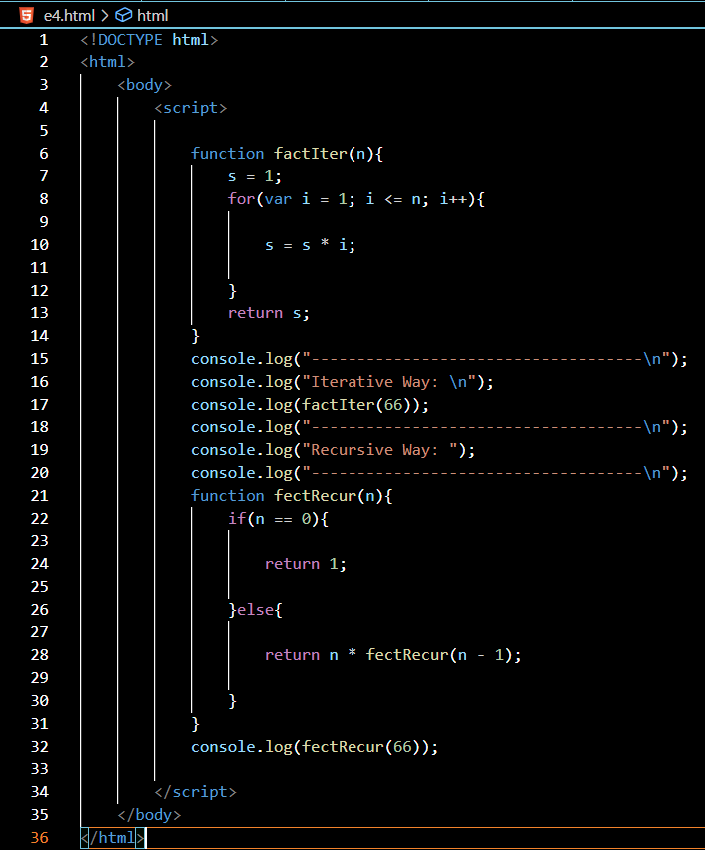 e4.html > html
1 <!DOCTYPE html>
2 <html>
3 <body>
4 <script>
5
6 function factIter(n){
7 s = 1;
8 for(var i = 1; i <= n; i++){
9
10 s = s * i;
11
12 }
13 return s;
14 }
15 console.log("------------------------------------\n");
16 console.log("Iterative Way: \n");
17 console.log(factIter(66));
18 console.log("------------------------------------\n");
19 console.log("Recursive Way: ");
20 console.log("------------------------------------\n");
21 function fectRecur(n){
22 if(n == 0){
23
24 return 1;
25
26 }else{
27
28 return n * fectRecur(n - 1);
29
30 }
31 }
32 console.log(fectRecur(66));
33
34 </script>
35 </body>
36 </html>